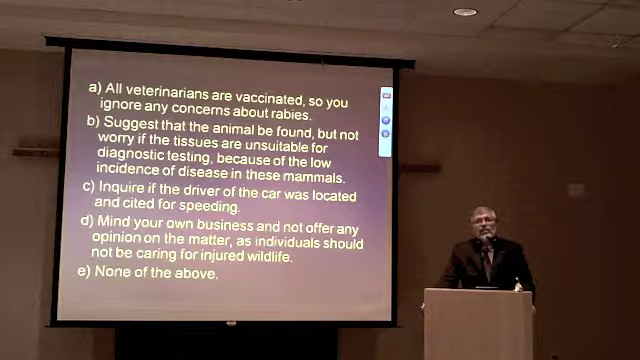 a) All veterinarians are vaccinated, so you
ignore any concerns about rabies.
b) Suggest that the animal be found, but not
worry if the tissues are unsuitable for
diagnostic testing, because of the low
incidence of disease in these mammals.
c) Inquire if the driver of the car was located
and cited for speeding.
d) Mind your own business and not offer any
opinion on the matter, as individuals should
not be caring for injured wildlife.
e) None of the above.